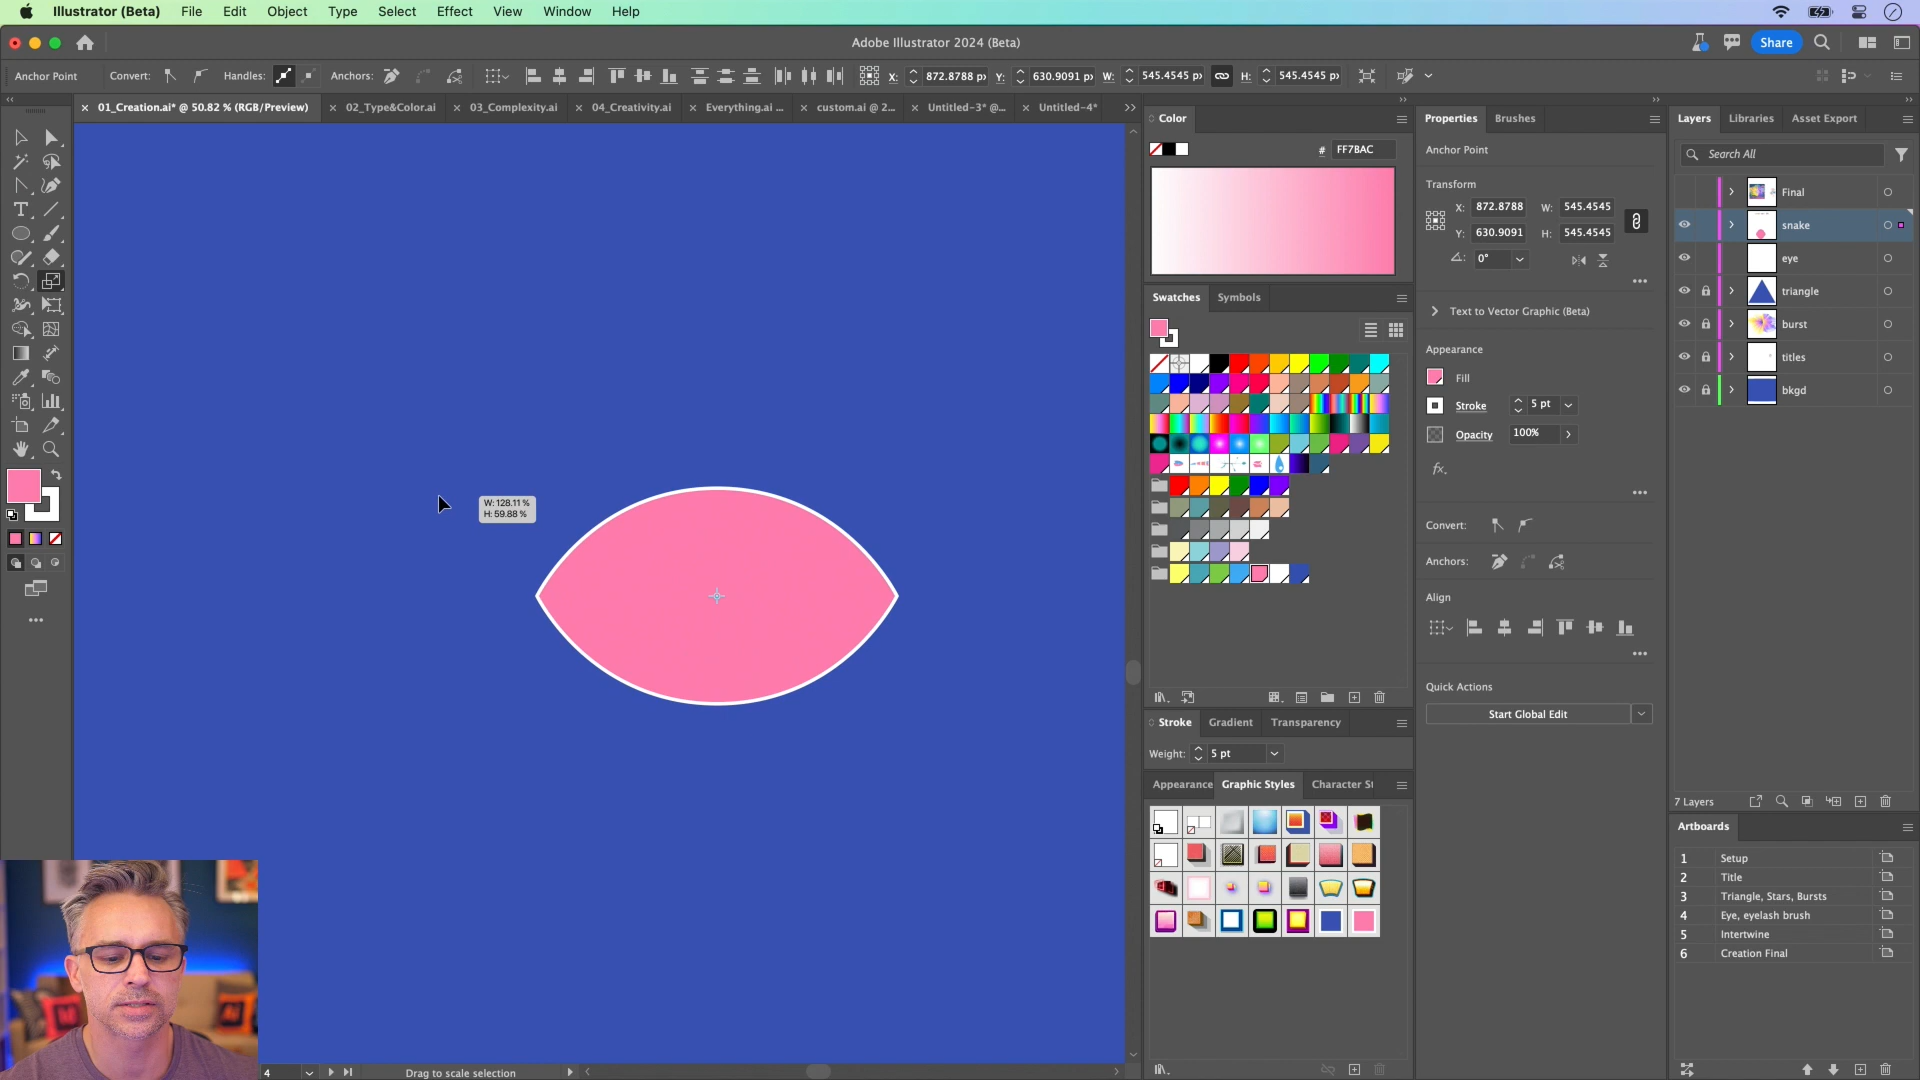 Illustrator (Beta) File Edit Object Type Select Effect View Window Help
Adobe Illustrator 2024 (Beta)
Share
Anchor Point Convert: Handles: Anchors: X: 872.8788 px Y: 630.9091 px W: 545.4545 px H: 545.4545 px
01_Creation.ai* @ 50.82 % (RGB/Preview) 02_Type&Color.ai 03_Complexity.ai 04_Creativity.ai Everything.ai ... custom.ai @ 2... Untitled-3* @... Untitled-4*
W: 128.11 %
H: 59.88 %
4 Drag to scale selection
Color
# FF7BAC
Swatches Symbols
Stroke Gradient Transparency
Weight: 5 pt
Appearance Graphic Styles Character St
Properties Brushes
Anchor Point
Transform
X: 872.8788 W: 545.4545
Y: 630.9091 H: 545.4545
0°
Text to Vector Graphic (Beta)
Appearance
Fill
Stroke 5 pt
Opacity 100%
fx.
Convert:
Anchors:
Align
Quick Actions
Start Global Edit
Layers Libraries Asset Export
Search All
Final
snake
eye
triangle
burst
titles
bkgd
7 Layers
Artboards
1 Setup
2 Title
3 Triangle, Stars, Bursts
4 Eye, eyelash brush
5 Intertwine
6 Creation Final